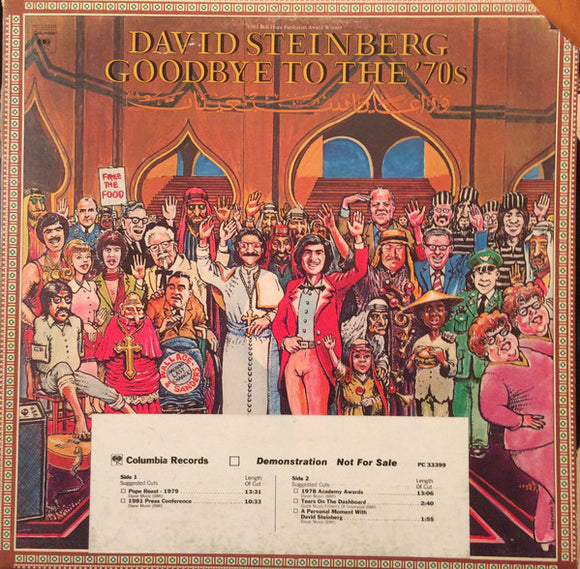 Columbia
1981 Bob Hope Patriotism Award Winner
DAVID STEINBERG
GOODBYE TO THE '70s
FREE
THE
FOOD
WALLACE
Columbia Records
Demonstration Not For Sale
PC 33399
Side 1
Suggested Cuts
Length
Of Cut
Pope Roast - 1979
13:31
1981 Press Conference
10:33
Side 2
Suggested Cuts
Length
Of Cut
1978 Academy Awards
13:06
Tears On The Dashboard
2:40
A Personal Moment With
David Steinberg
1:55